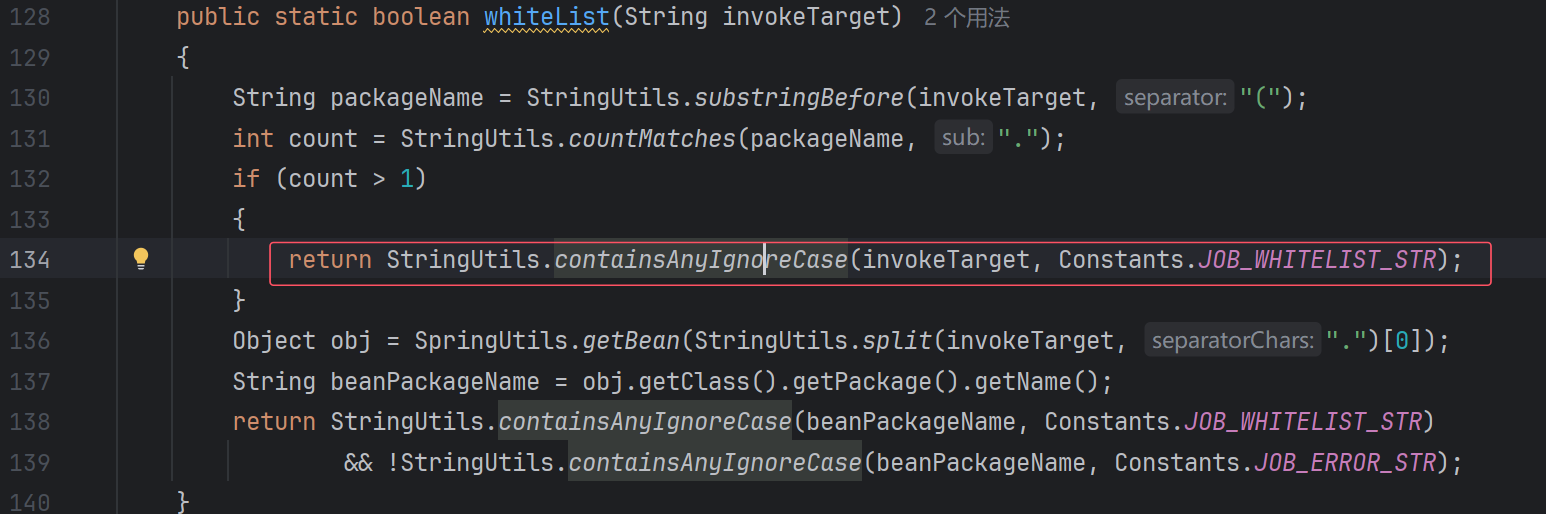 128 public static boolean whiteList(String invokeTarget) 2 个用法
129 {
130 String packageName = StringUtils.substringBefore(invokeTarget, separator: "(");
131 int count = StringUtils.countMatches(packageName, sub: ".");
132 if (count > 1)
133 {
134 return StringUtils.containsAnyIgnoreCase(invokeTarget, Constants.JOB_WHITELIST_STR);
135 }
136 Object obj = SpringUtils.getBean(StringUtils.split(invokeTarget, separatorChars: ".")[0]);
137 String beanPackageName = obj.getClass().getPackage().getName();
138 return StringUtils.containsAnyIgnoreCase(beanPackageName, Constants.JOB_WHITELIST_STR)
139 && !StringUtils.containsAnyIgnoreCase(beanPackageName, Constants.JOB_ERROR_STR);
140 }